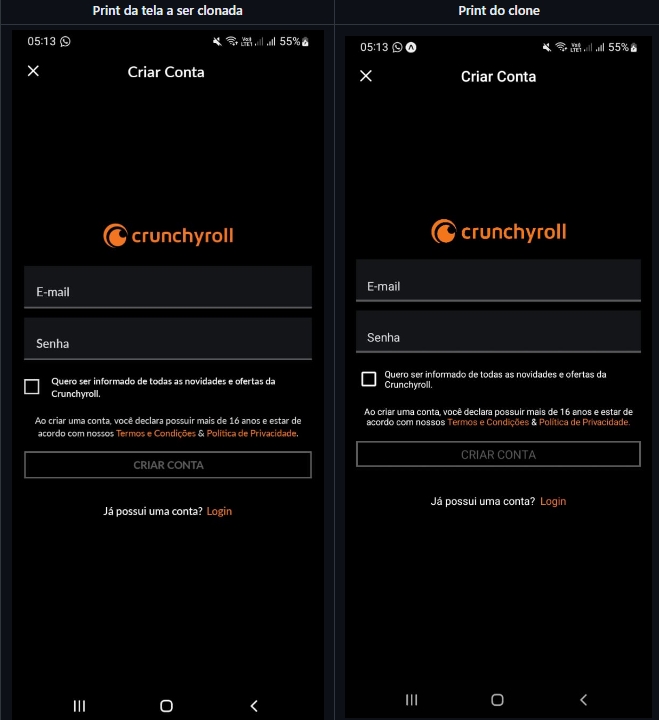 Print da tela a ser clonada
05:13
VoII LTE1
55%
Criar Conta
crunchyroll
E-mail
Senha
Quero ser informado de todas as novidades e ofertas da
Crunchyroll.
Ao criar uma conta, você declara possuir mais de 16 anos e estar de
acordo com nossos Termos e Condições & Política de Privacidade.
CRIAR CONTA
Já possui uma conta? Login
Print do clone
05:13
VoII LTE1
55%
Criar Conta
crunchyroll
E-mail
Senha
Quero ser informado de todas as novidades e ofertas da
Crunchyroll.
Ao criar uma conta, você declara possuir mais de 16 anos e estar de
acordo com nossos Termos e Condições & Política de Privacidade.
CRIAR CONTA
Já possui uma conta? Login